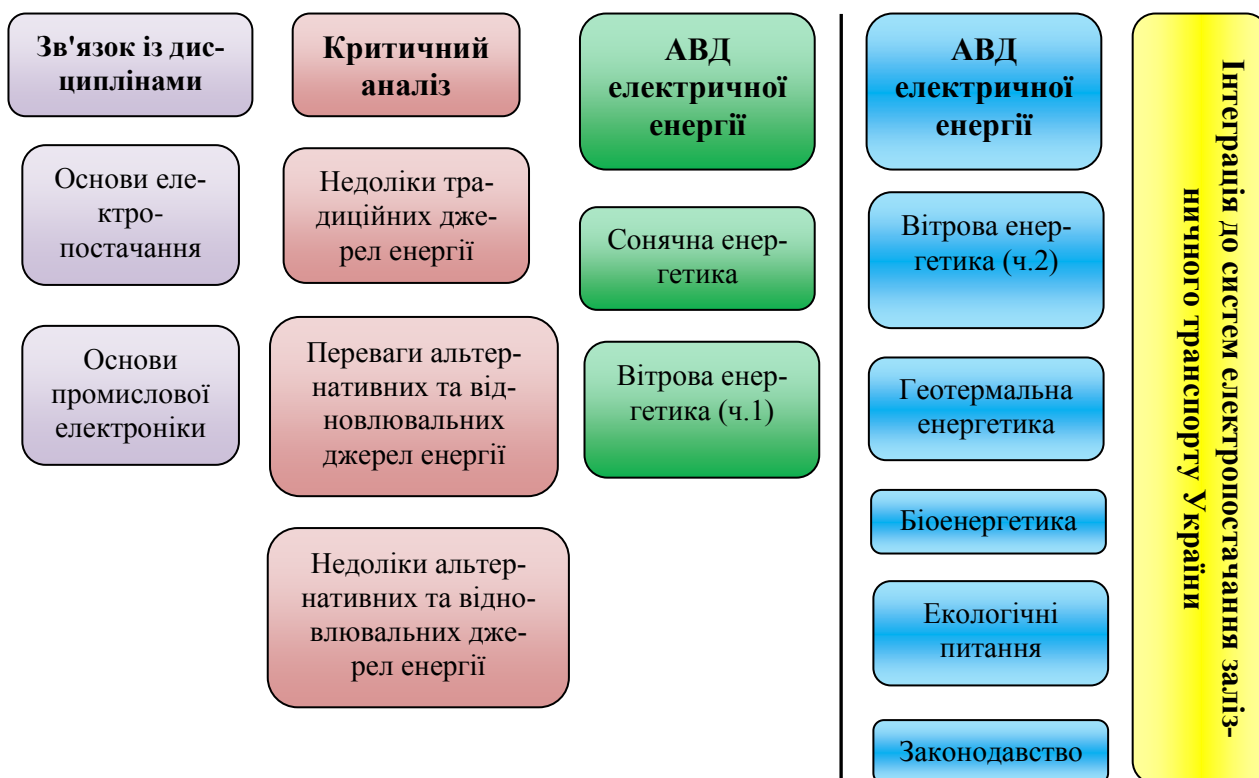 Зв'язок із дис-
циплінами
Основи еле-
ктро-
постачання
Основи
промислової
електроніки
Критичний
аналіз
Недоліки тра-
диційних дже-
рел енергії
Переваги альтер-
нативних та від-
новлювальних
джерел енергії
Недоліки альтер-
нативних та відно-
влювальних дже-
рел енергії
АВД
електричної
енергії
Сонячна енер-
гетика
Вітрова енер-
гетика (ч.1)
АВД
електричної
енергії
Вітрова енер-
гетика (ч.2)
Геотермальна
енергетика
Біоенергетика
Екологічні
питання
Законодавство
Інтеграція до систем електропостачання заліз-
ничного транспорту України